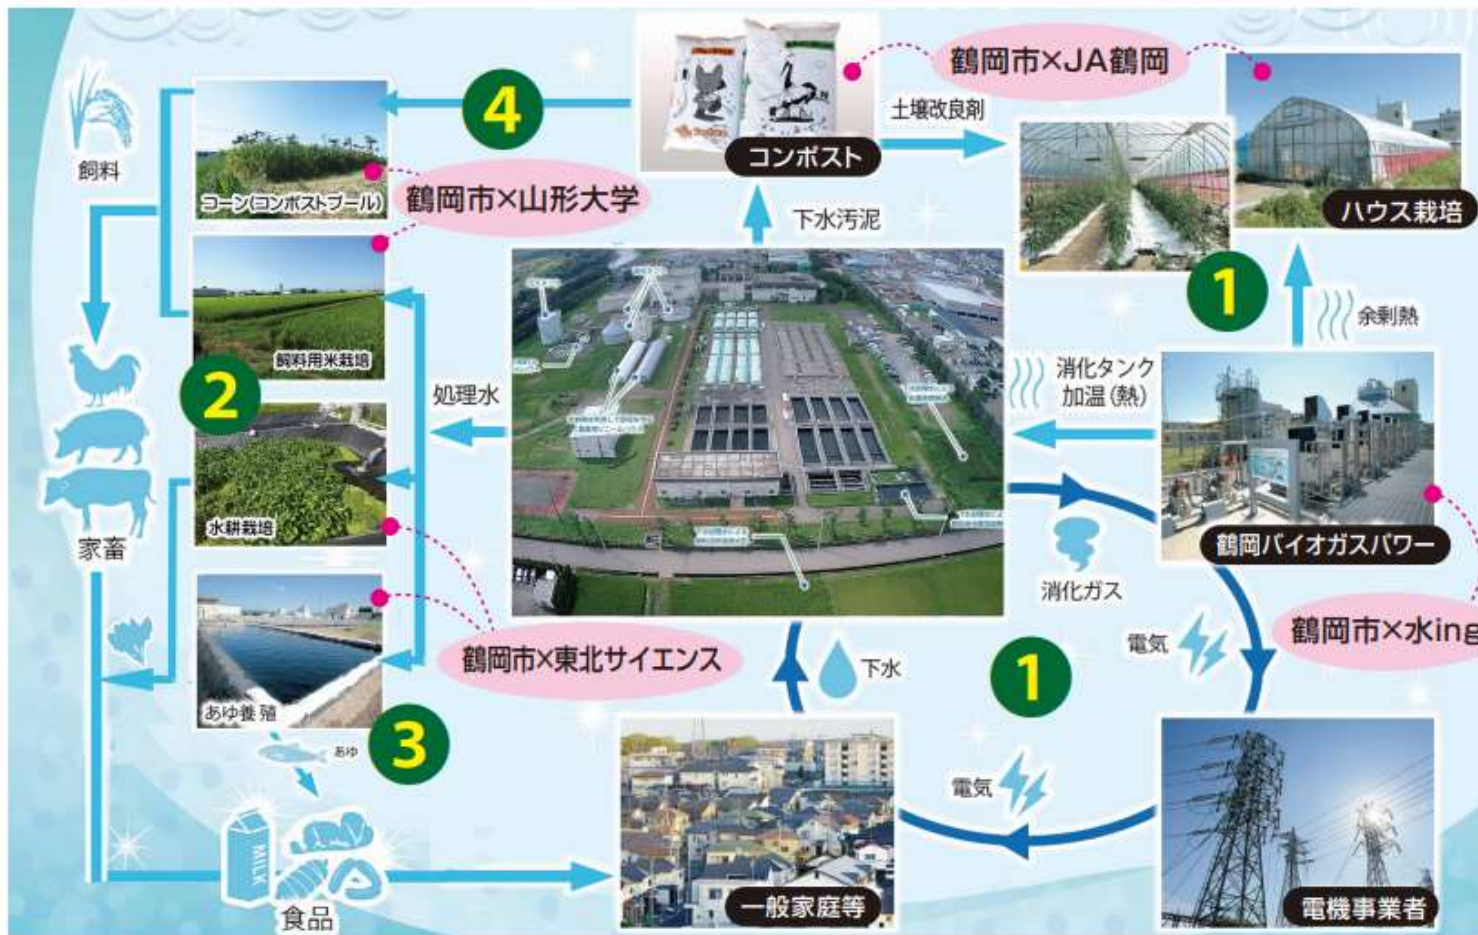 鶴岡市×JA鶴岡
4
土壌改良剤
飼料
コンポスト
コーン(コンポストプール)
鶴岡市×山形大学
ハウス栽培
下水汚泥
1
余剰熱
飼料用米栽培
消化タンク
加温(熱)
2
処理水
水耕栽培
家畜
鶴岡バイオガスパワー
消化ガス
鶴岡市×水ing
電気
鶴岡市×東北サイエンス
下水
1
あゆ養殖
3
あゆ
電気
MILK
食品
一般家庭等
電機事業者